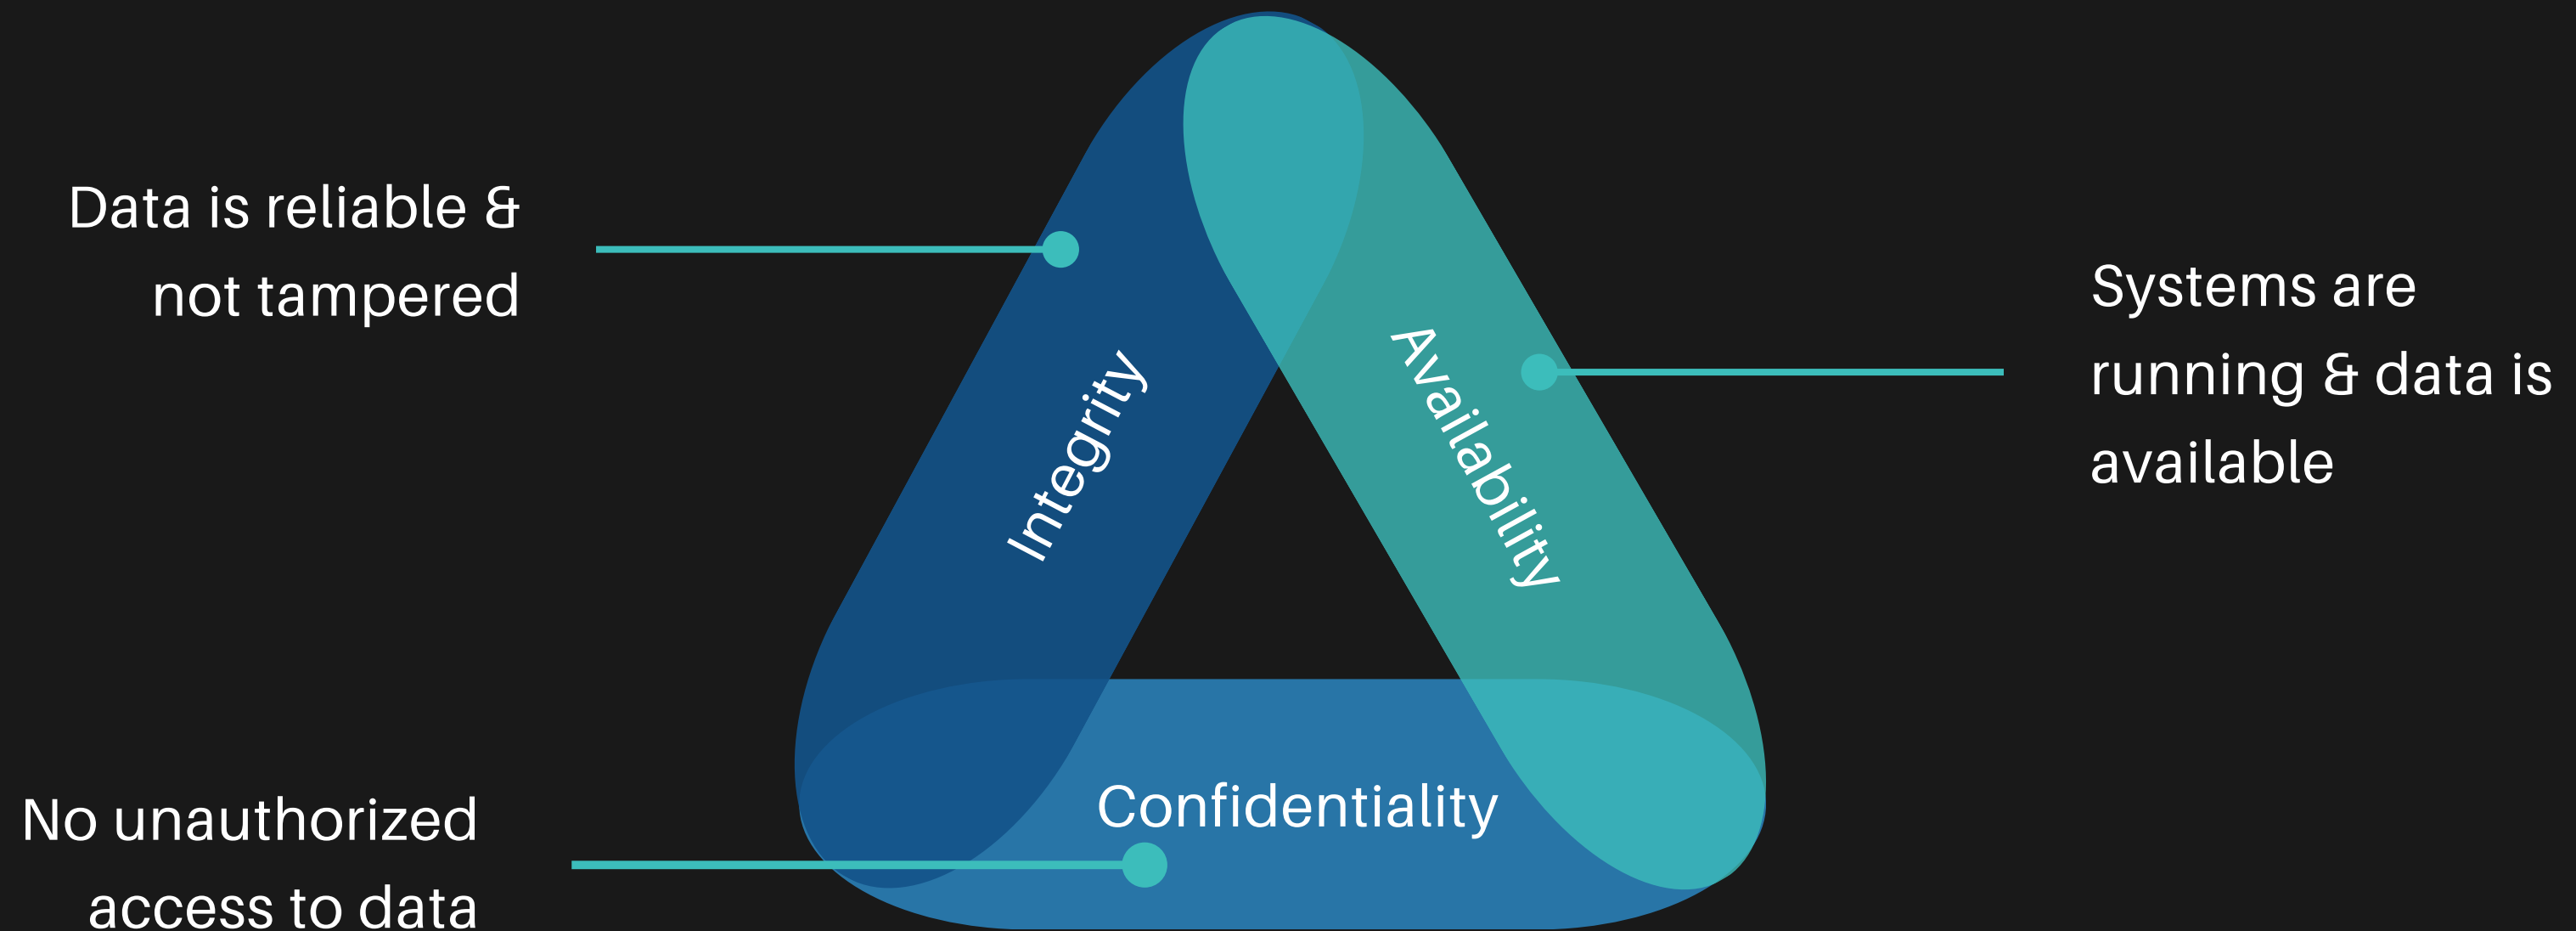 Data is reliable &
not tampered
Integrity
Availability
Systems are
running & data is
available
Confidentiality
No unauthorized
access to data